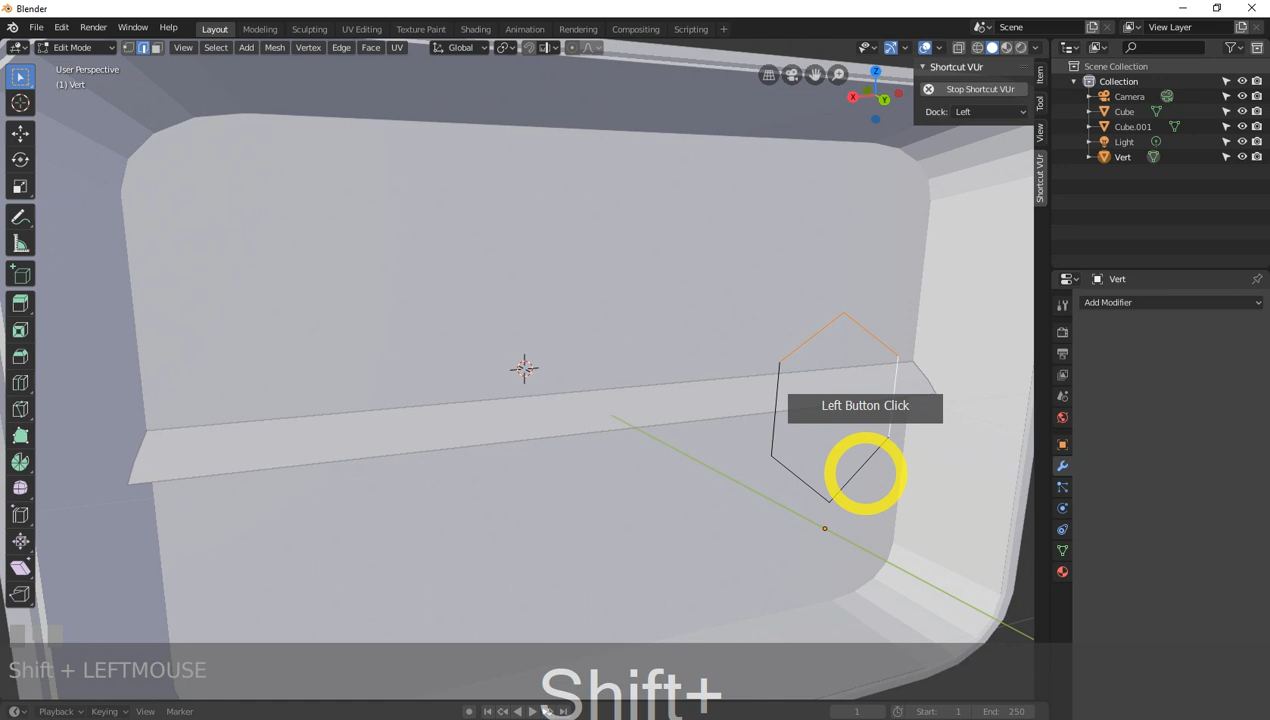 Blender
File Edit Render Window Help
Layout Modeling Sculpting UV Editing Texture Paint Shading Animation Rendering Compositing Scripting +
Scene
View Layer
Edit Mode
View Select Add Mesh Vertex Edge Face UV
Global
User Perspective
(1) Vert
Z
X
Y
Shortcut VUr
Stop Shortcut VUr
Dock: Left
Item
Tool
View
Shortcut VUr
Scene Collection
Collection
Camera
Cube
Cube.001
Light
Vert
Vert
Add Modifier
Left Button Click
Shift + LEFTMOUSE
Shift+
Playback Keying View Marker
1
Start: 1
End: 250